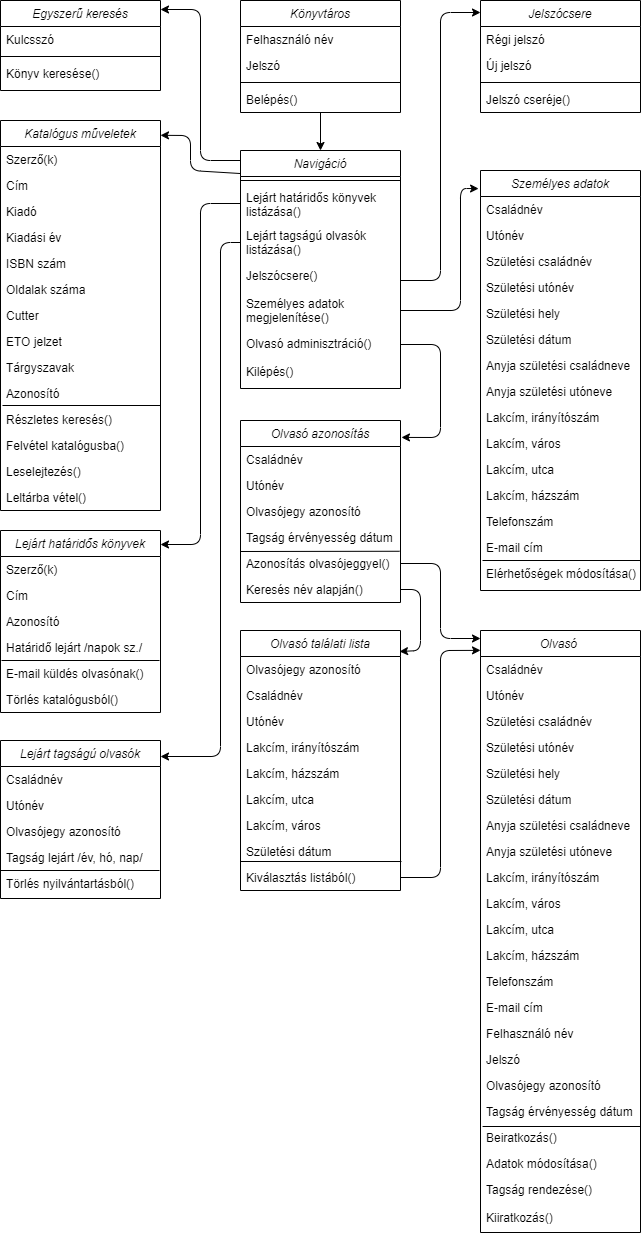 Egyszerű keresés
Kulcsszó
Könyv keresése()
Könyvtáros
Felhasználó név
Jelszó
Belépés()
Jelszócsere
Régi jelszó
Új jelszó
Jelszó cseréje()
Katalógus műveletek
Szerző(k)
Cím
Kiadó
Kiadási év
ISBN szám
Oldalak száma
Cutter
ETO jelzet
Tárgyszavak
Azonosító
Részletes keresés()
Felvétel katalógusba()
Leselejtezés()
Leltárba vétel()
Navigáció
Lejárt határidős könyvek
listázása()
Lejárt tagságú olvasók
listázása()
Jelszócsere()
Személyes adatok
megjelenítése()
Olvasó adminisztráció()
Kilépés()
Személyes adatok
Családnév
Utónév
Születési családnév
Születési utónév
Születési hely
Születési dátum
Anyja születési családneve
Anyja születési utóneve
Lakcím, irányítószám
Lakcím, város
Lakcím, utca
Lakcím, házszám
Telefonszám
E-mail cím
Elérhetőségek módosítása()
Olvasó azonosítás
Családnév
Utónév
Olvasójegy azonosító
Tagság érvényesség dátum
Azonosítás olvasójeggyel()
Keresés név alapján()
Lejárt határidős könyvek
Szerző(k)
Cím
Azonosító
Határidő lejárt /napok sz./
E-mail küldés olvasónak()
Törlés katalógusból()
Olvasó találati lista
Olvasójegy azonosító
Családnév
Utónév
Lakcím, irányítószám
Lakcím, házszám
Lakcím, utca
Lakcím, város
Születési dátum
Kiválasztás listából()
Olvasó
Családnév
Utónév
Születési családnév
Születési utónév
Születési hely
Születési dátum
Anyja születési családneve
Anyja születési utóneve
Lakcím, irányítószám
Lakcím, város
Lakcím, utca
Lakcím, házszám
Telefonszám
E-mail cím
Felhasználó név
Jelszó
Olvasójegy azonosító
Tagság érvényesség dátum
Beiratkozás()
Adatok módosítása()
Tagság rendezése()
Kiiratkozás()
Lejárt tagságú olvasók
Családnév
Utónév
Olvasójegy azonosító
Tagság lejárt /év, hó, nap/
Törlés nyilvántartásból()